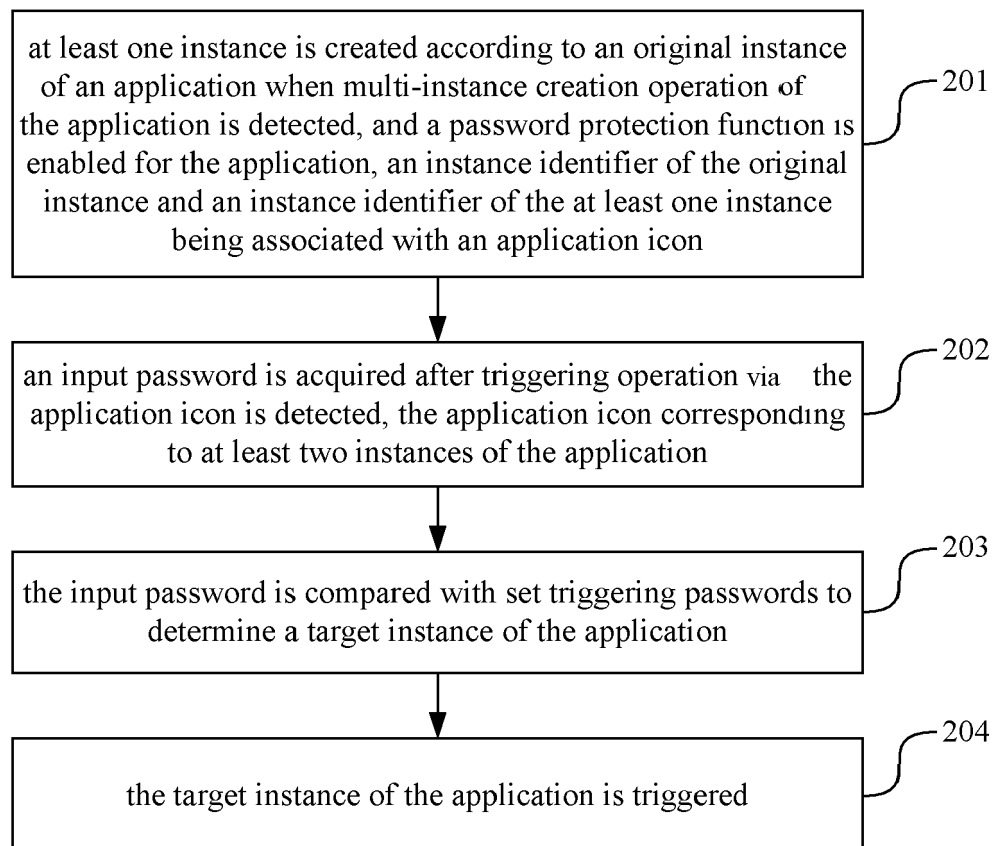 at least one instance is created according to an original instance
of an application when multi-instance creation operation of
the application is detected, and a password protection function is
enabled for the application, an instance identifier of the original
instance and an instance identifier of the at least one instance
being associated with an application icon
201
an input password is acquired after triggering operation via the
application icon is detected, the application icon corresponding
to at least two instances of the application
202
the input password is compared with set triggering passwords to
determine a target instance of the application
203
the target instance of the application is triggered
204